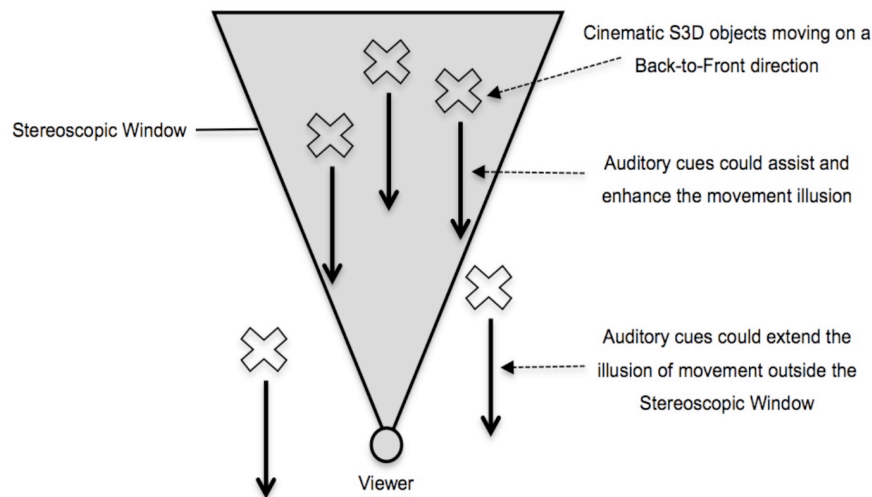 Cinematic S3D objects moving on a
Back-to-Front direction
Stereoscopic Window
Auditory cues could assist and
enhance the movement illusion
Auditory cues could extend the
illusion of movement outside the
Stereoscopic Window
Viewer